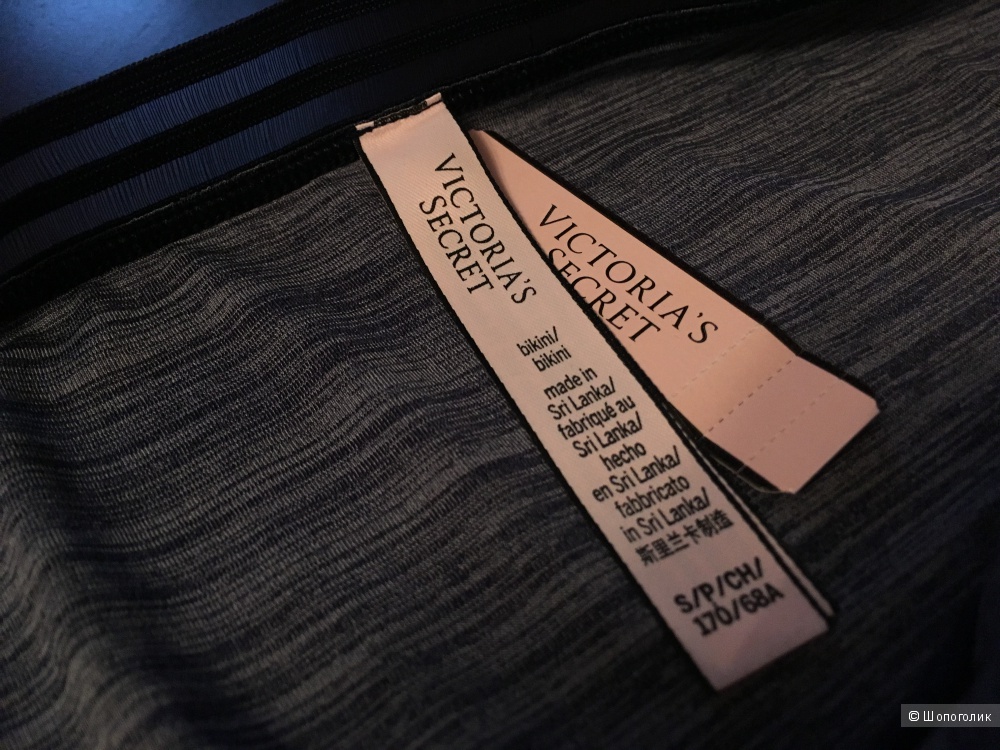 VICTORIA'S
SECRET
bikini/
bikini
made in
Sri Lanka/
fabriqué au
Sri Lanka/
hecho
en Sri Lanka/
fabbricato
in Sri Lanka/
斯里兰卡制造
S/P/CH/
170/68A
VICTORIA'S
SECRET
© Шопоголик